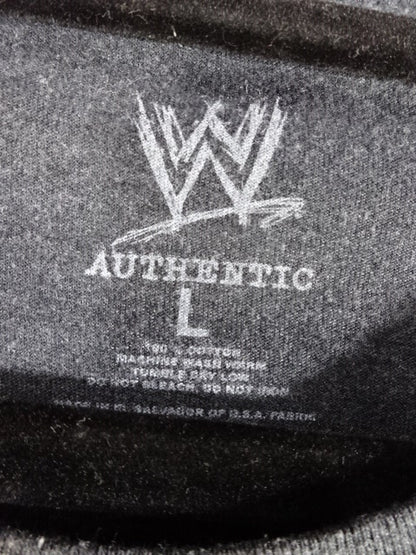 W
AUTHENTIC
L
100% COTTON
MACHINE WASH WARM
TUMBLE DRY LOW
DO NOT BLEACH. DO NOT IRON
MADE IN EL SALVADOR OF U.S.A. FABRIC